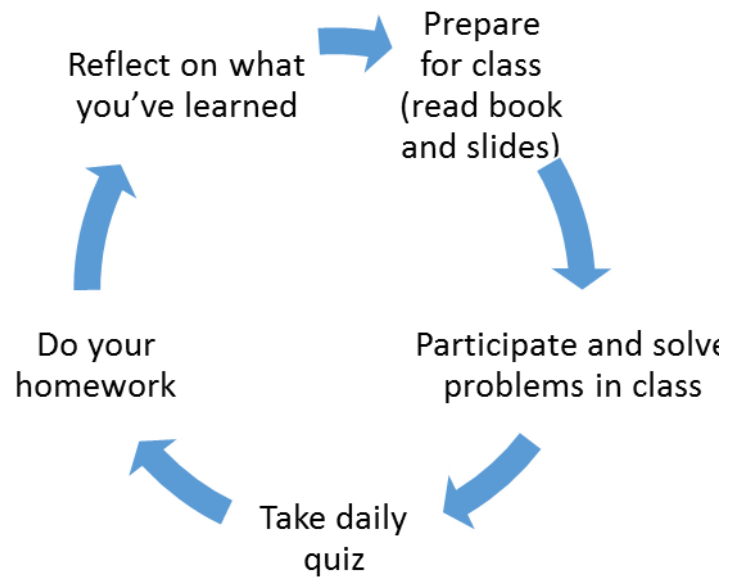 Prepare
for class
(read book
and slides)
Participate and solve
problems in class
Take daily
quiz
Do your
homework
Reflect on what
you’ve learned